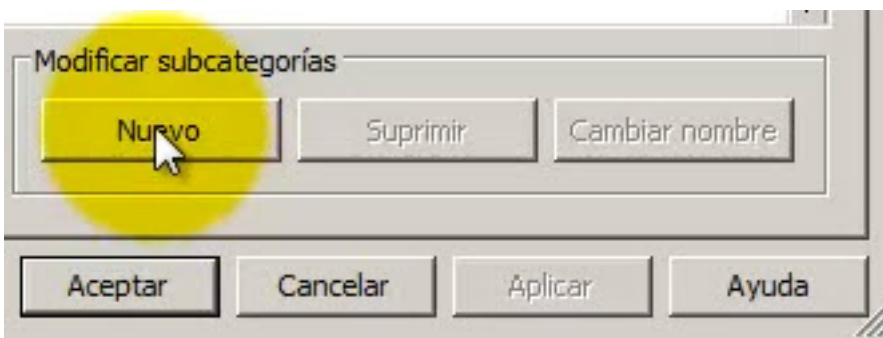 Modificar subcategorías
Nuevo Suprimir Cambiar nombre
Aceptar Cancelar Aplicar Ayuda